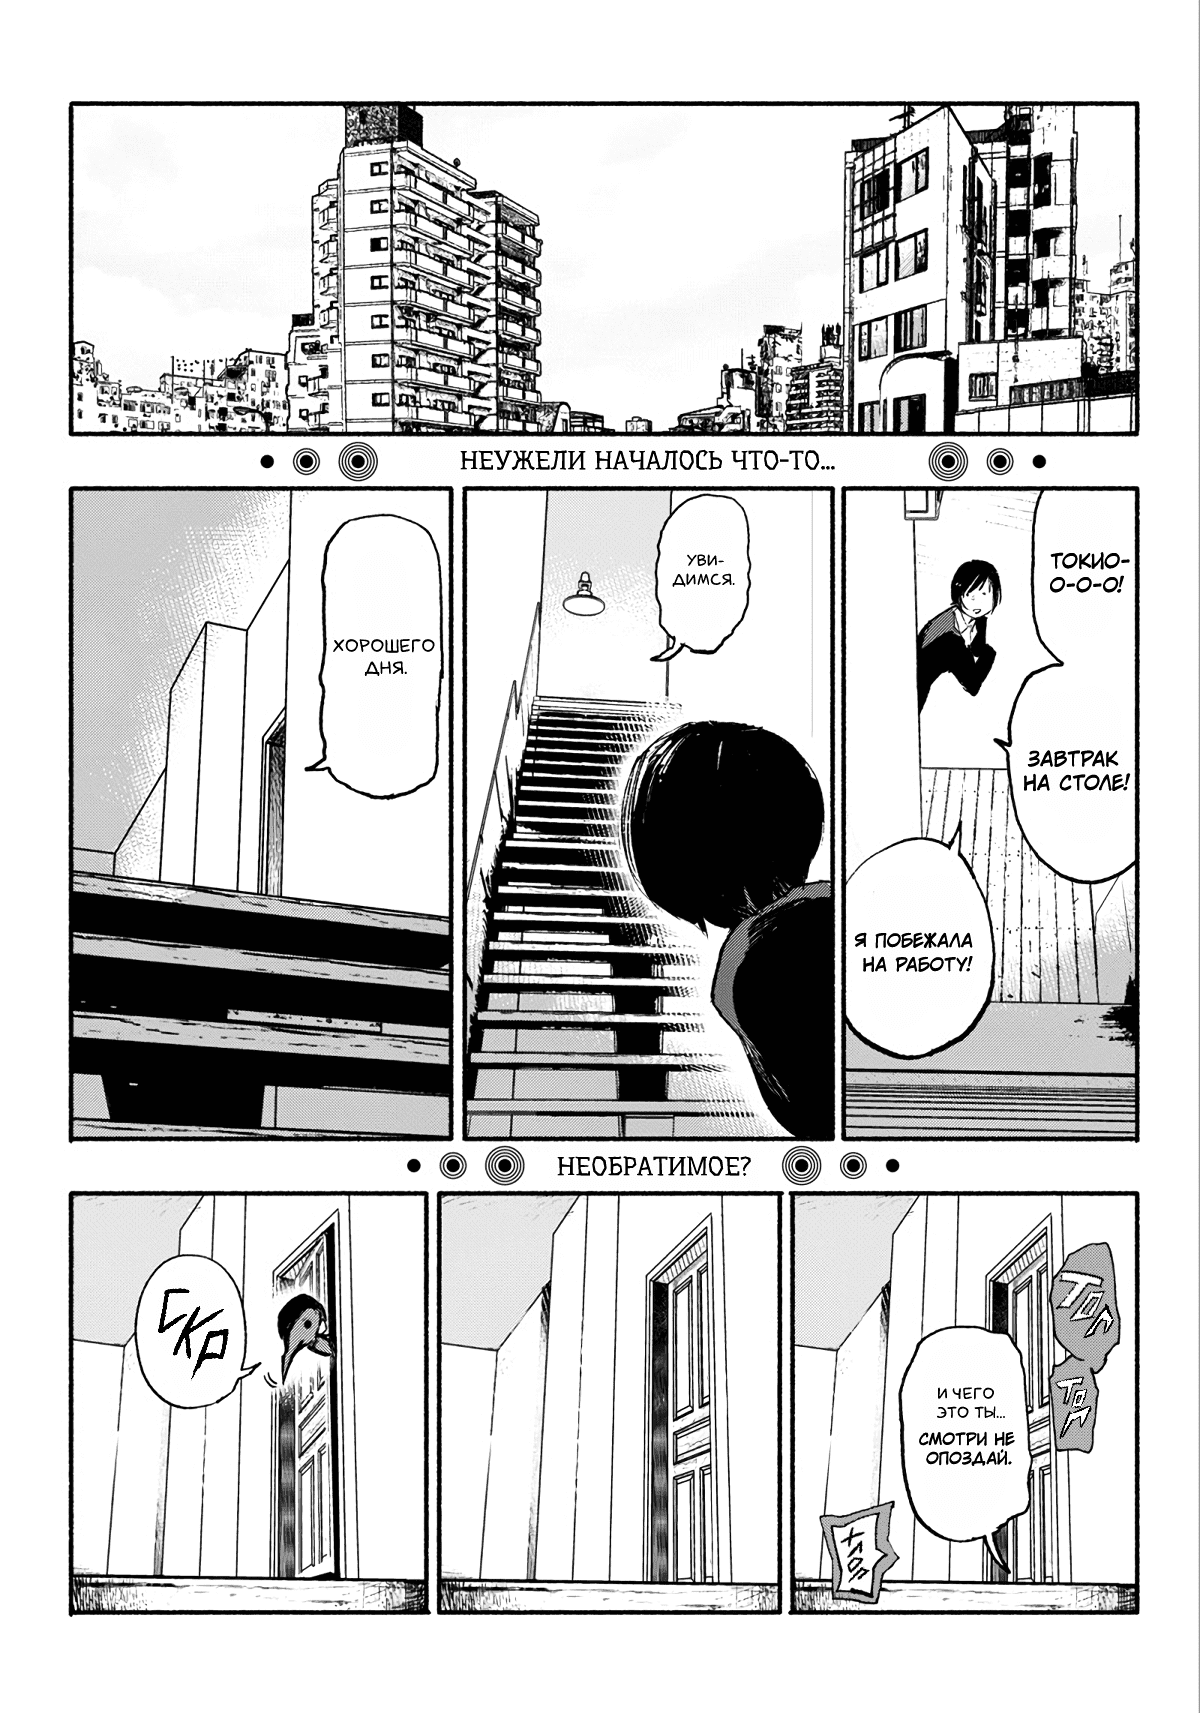 НЕУЖЕЛИ НАЧАЛОСЬ ЧТО-ТО...
ТОКИО-
О-О-О!
ЗАВТРАК
НА СТОЛЕ!
Я ПОБЕЖАЛА
НА РАБОТУ!
УВИ-
ДИМСЯ.
ХОРОШЕГО
ДНЯ.
НЕОБРАТИМОЕ?
ТОП
ТОП
И ЧЕГО
ЭТО ТЫ...
СМОТРИ НЕ
ОПОЗДАЙ.
ХЛОП
СКР